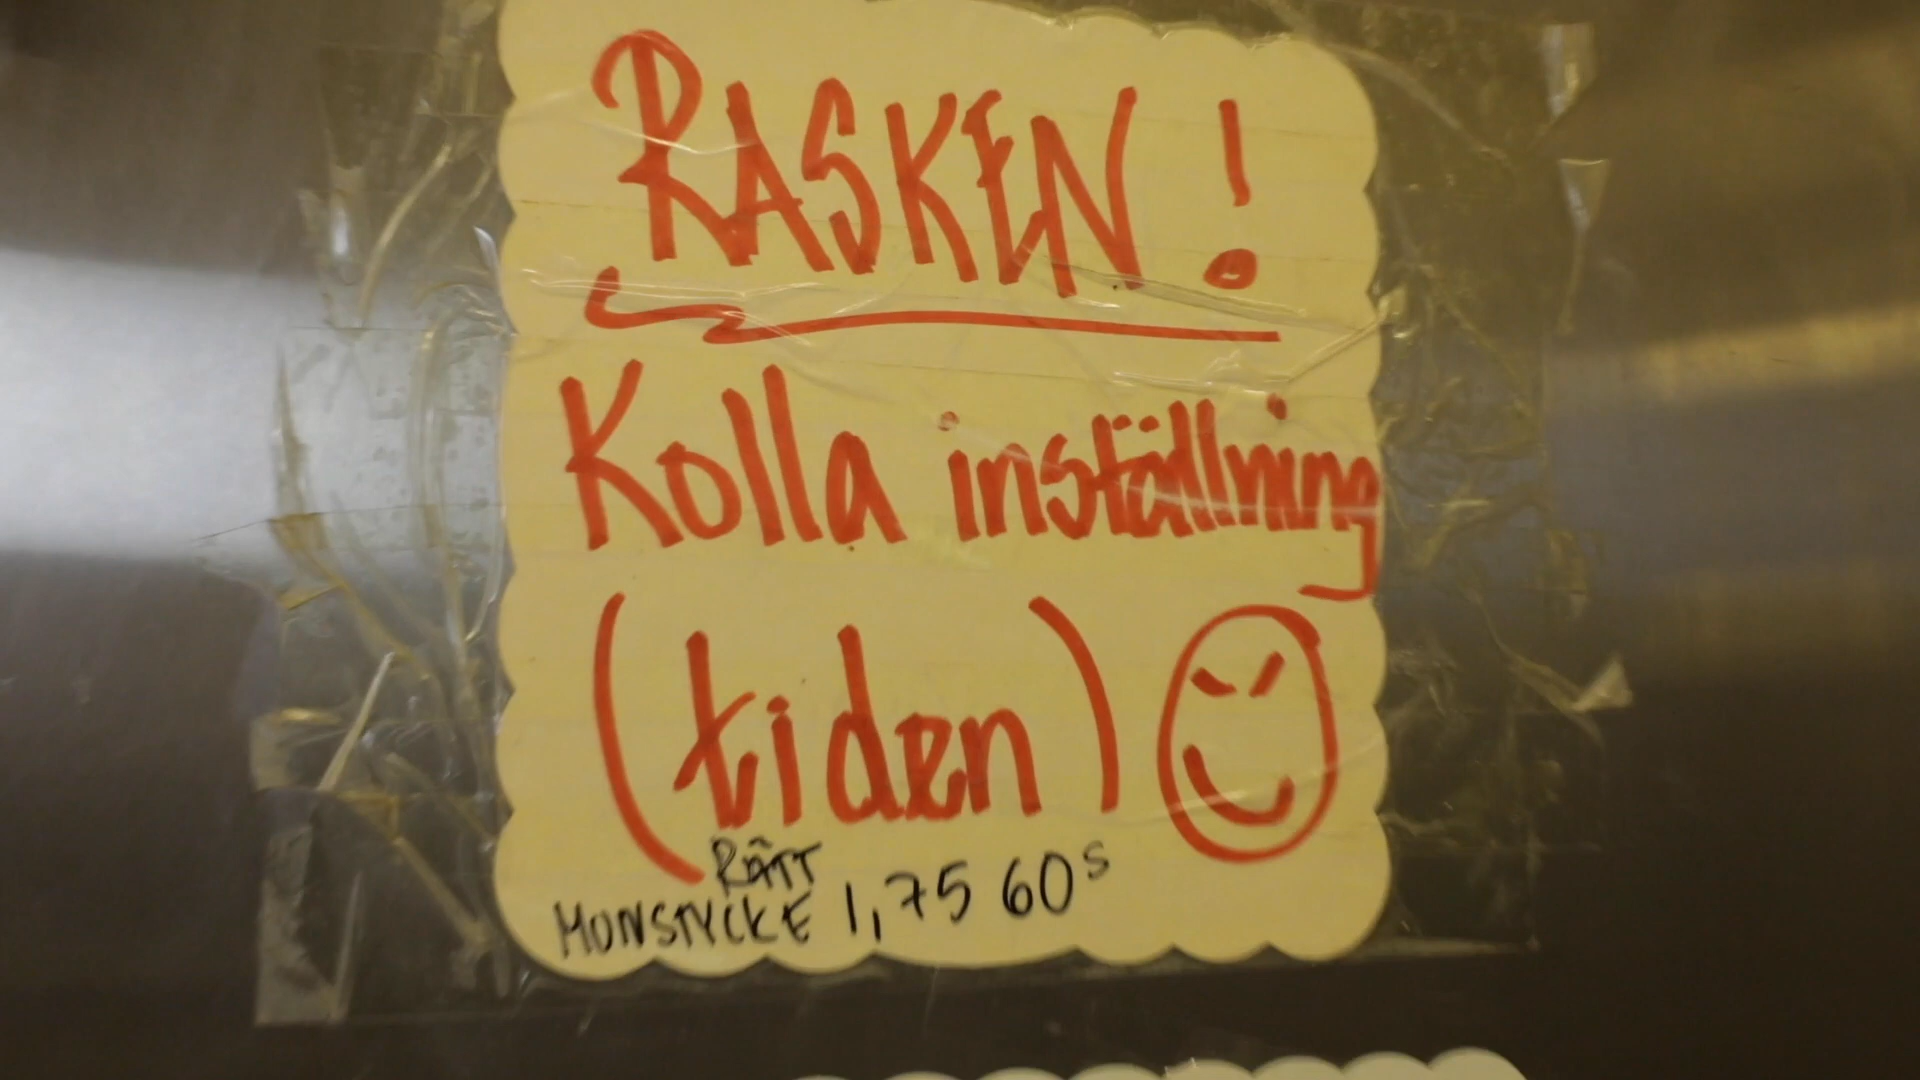 RASKEN!
Kolla inställning
(tiden)
RÄTT
MUNSTYCKE 1,75 60s